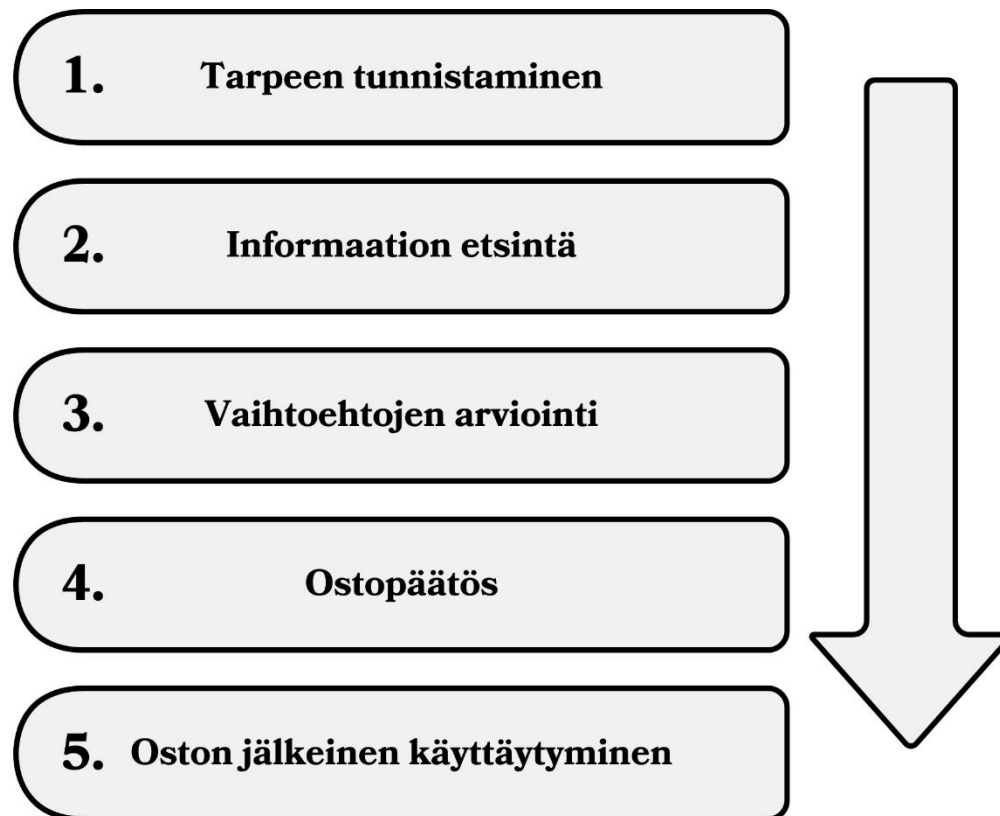 1. Tarpeen tunnistaminen
2. Informaation etsintä
3. Vaihtoehtojen arviointi
4. Ostopäätös
5. Oston jälkeinen käyttäytyminen